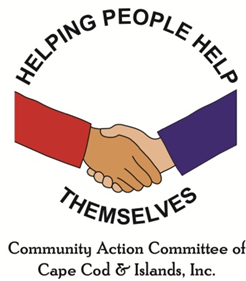 HELPING PEOPLE HELP
THEMSELVES
Community Action Committee of
Cape Cod & Islands, Inc.